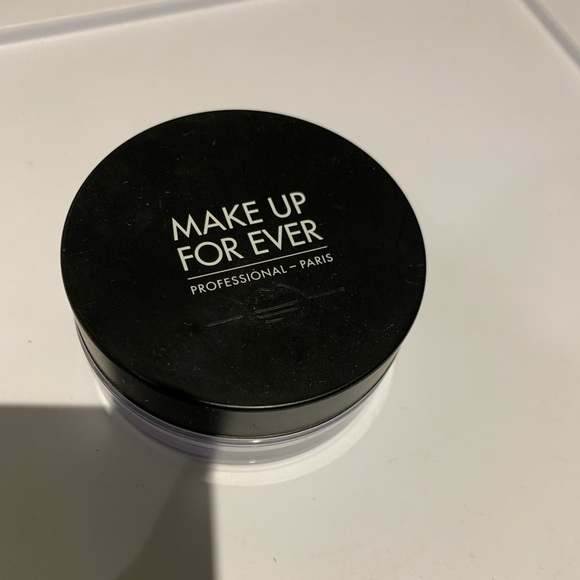 MAKE UP
FOR EVER
PROFESSIONAL – PARIS